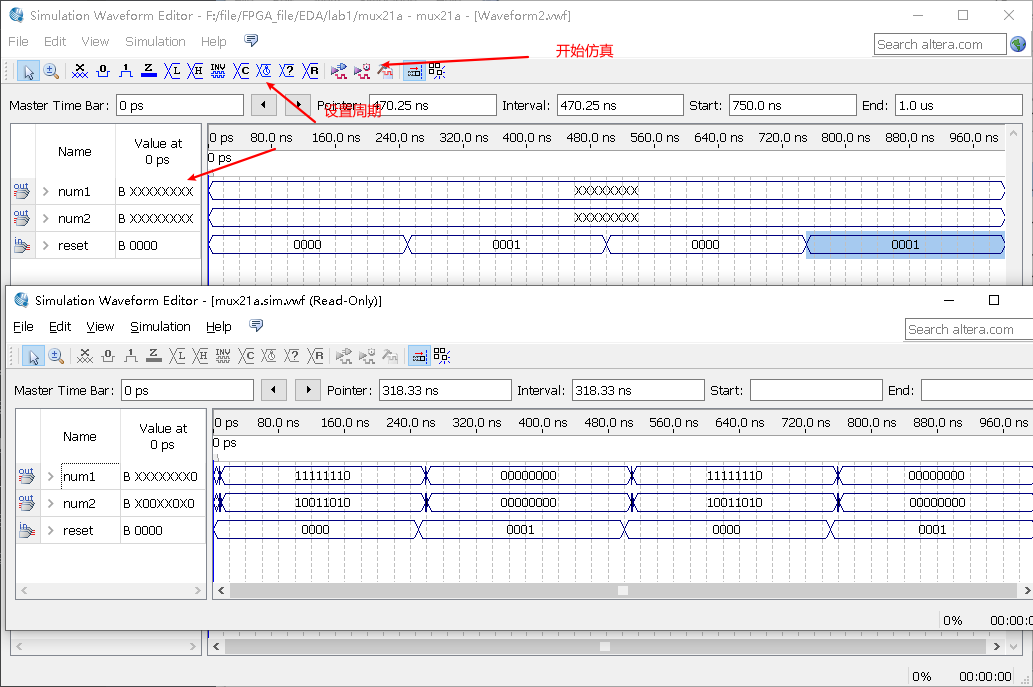 Simulation Waveform Editor - F:/file/FPGA_file/EDA/lab1/mux21a - mux21a - [Waveform2.vwf]
File Edit View Simulation Help
Search altera.com
开始仿真
Master Time Bar: 0 ps Pointer: 470.25 ns Interval: 470.25 ns Start: 750.0 ns End: 1.0 us
设置周期
Name Value at 0 ps
0 ps 80.0 ns 160.0 ns 240.0 ns 320.0 ns 400.0 ns 480.0 ns 560.0 ns 640.0 ns 720.0 ns 800.0 ns 880.0 ns 960.0 ns
0 ps
out num1 B XXXXXXXX XXXXXXXX
out num2 B XXXXXXXX XXXXXXXX
in reset B 0000 0000 0001 0000 0001
Simulation Waveform Editor - [mux21a.sim.vwf (Read-Only)]
File Edit View Simulation Help
Search altera.com
Master Time Bar: 0 ps Pointer: 318.33 ns Interval: 318.33 ns Start: End:
Name Value at 0 ps
0 ps 80.0 ns 160.0 ns 240.0 ns 320.0 ns 400.0 ns 480.0 ns 560.0 ns 640.0 ns 720.0 ns 800.0 ns 880.0 ns 960.0 ns
0 ps
out num1 B XXXXXXX0 11111110 00000000 11111110 00000000
out num2 B X00XX0X0 10011010 00000000 10011010 00000000
in reset B 0000 0000 0001 0000 0001
0% 00:00:0
0% 00:00:00